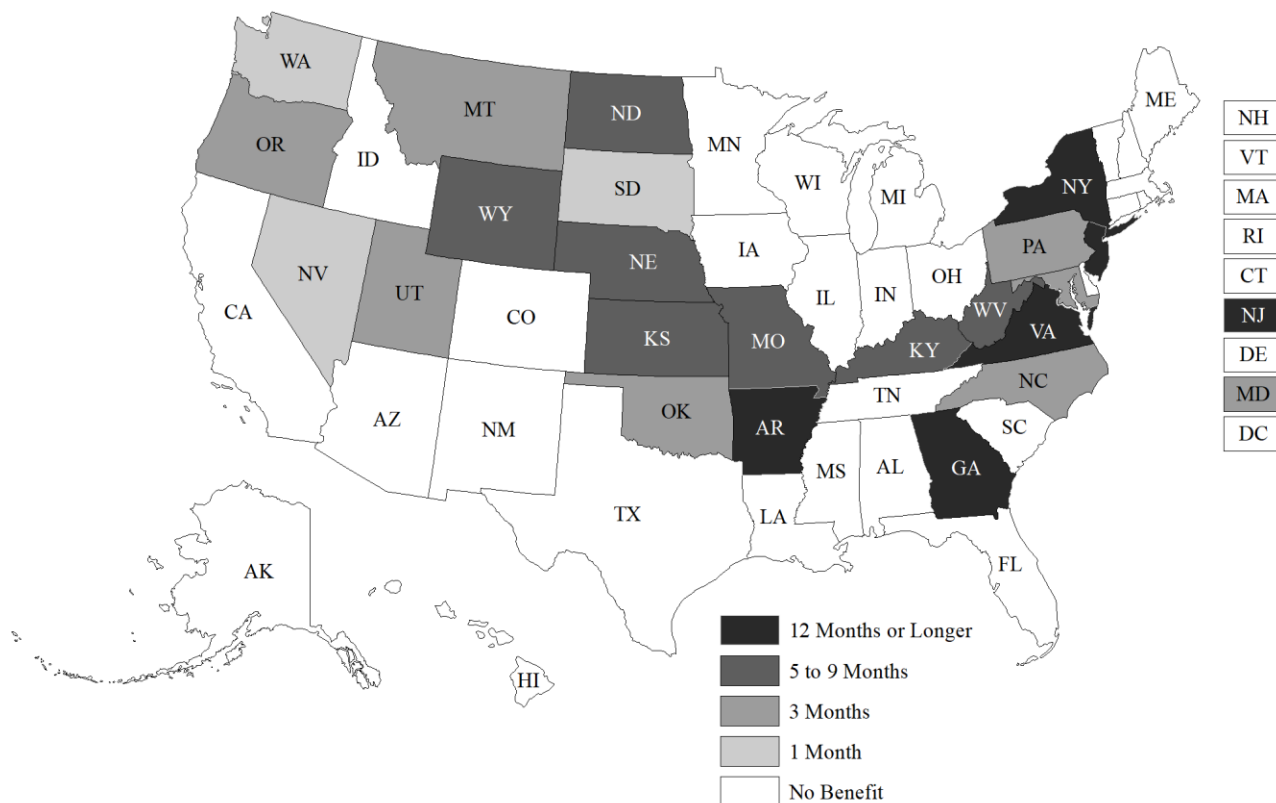 WA
MT
ND
MN
ME
OR
ID
SD
WI
MI
NY
WY
IA
PA
NE
NV
UT
CO
IL
IN
OH
CA
KS
MO
WV
VA
KY
AZ
NM
OK
AR
TN
NC
SC
MS
AL
GA
TX
LA
FL
AK
HI
NH
VT
MA
RI
CT
NJ
DE
MD
DC
12 Months or Longer
5 to 9 Months
3 Months
1 Month
No Benefit